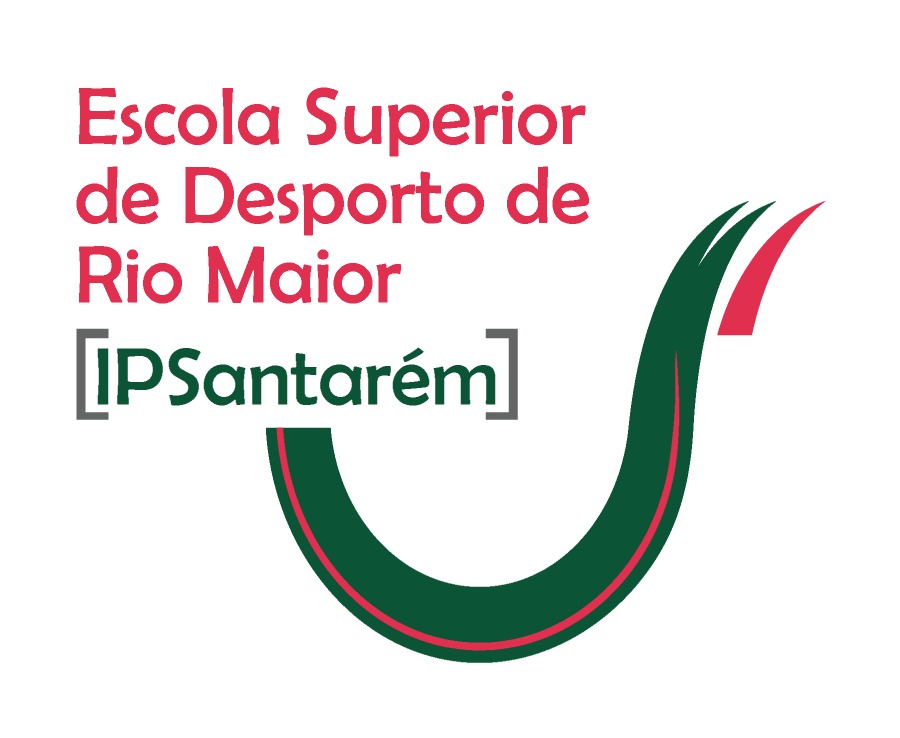 Escola Superior
de Desporto de
Rio Maior
[IPSantarém]